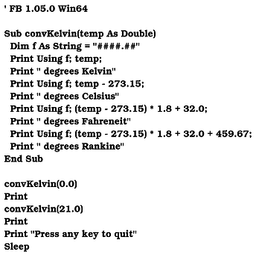 ' FB 1.05.0 Win64

Sub convKelvin(temp As Double)
  Dim f As String = "####.##"
  Print Using f; temp;
  Print " degrees Kelvin"
  Print Using f; temp - 273.15;
  Print " degrees Celsius"
  Print Using f; (temp - 273.15) * 1.8 + 32.0;
  Print " degrees Fahreneit"
  Print Using f; (temp - 273.15) * 1.8 + 32.0 + 459.67;
  Print " degrees Rankine"
End Sub

convKelvin(0.0)
Print
convKelvin(21.0)
Print
Print "Press any key to quit"
Sleep